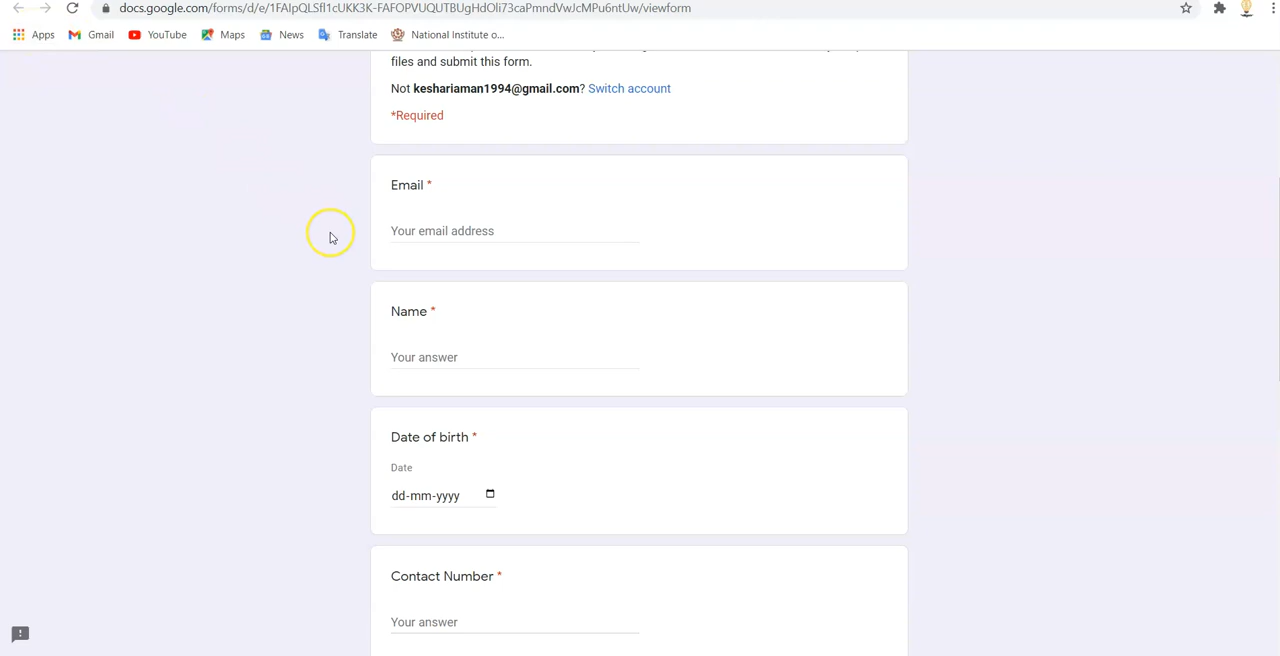 docs.google.com/forms/d/e/1FAIpQLSfl1cUKK3K-FAFOPVUQUTBUgHdOli73caPmndVwJcMPu6ntUw/viewform
Apps Gmail YouTube Maps News Translate National Institute o...
files and submit this form.
Not keshariaman1994@gmail.com? Switch account
*Required
Email *
Your email address
Name *
Your answer
Date of birth *
Date
dd-mm-yyyy
Contact Number *
Your answer